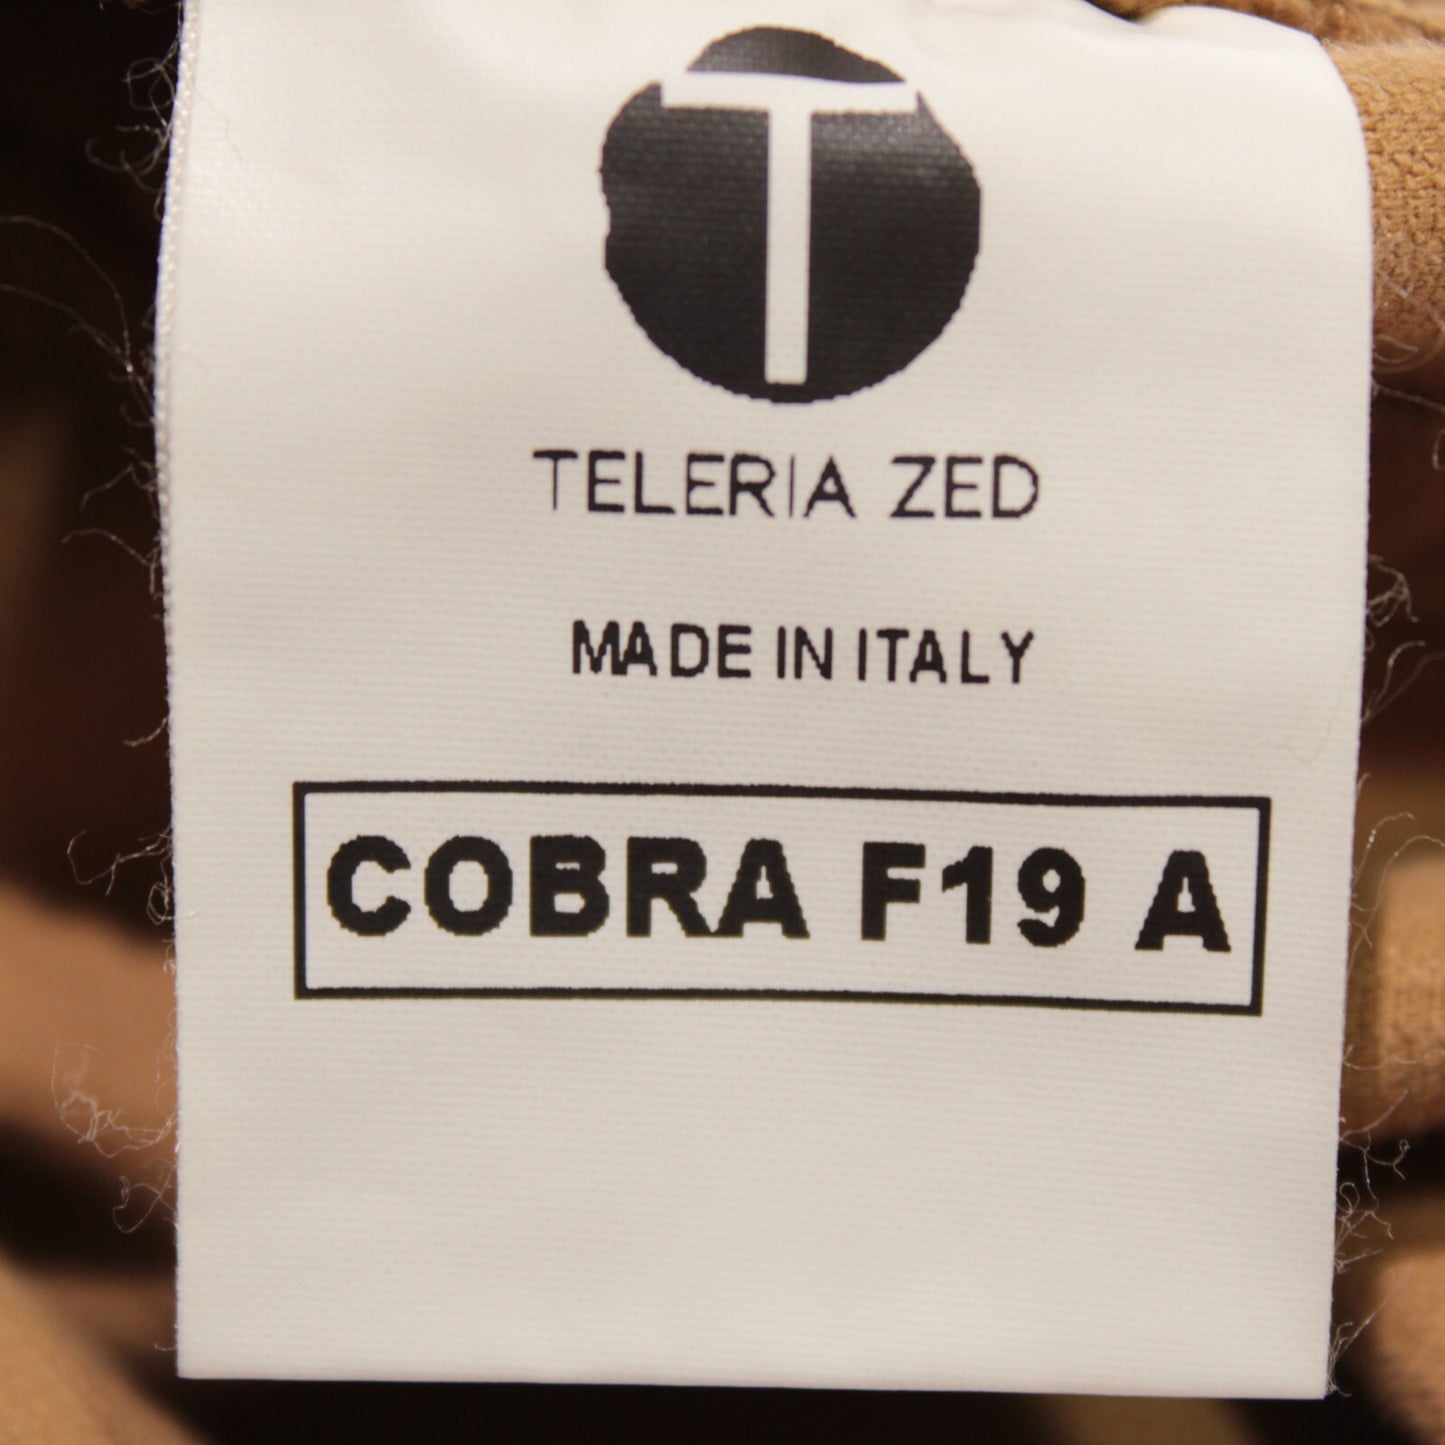 T
TELERIA ZED
MADE IN ITALY
COBRA F19 A